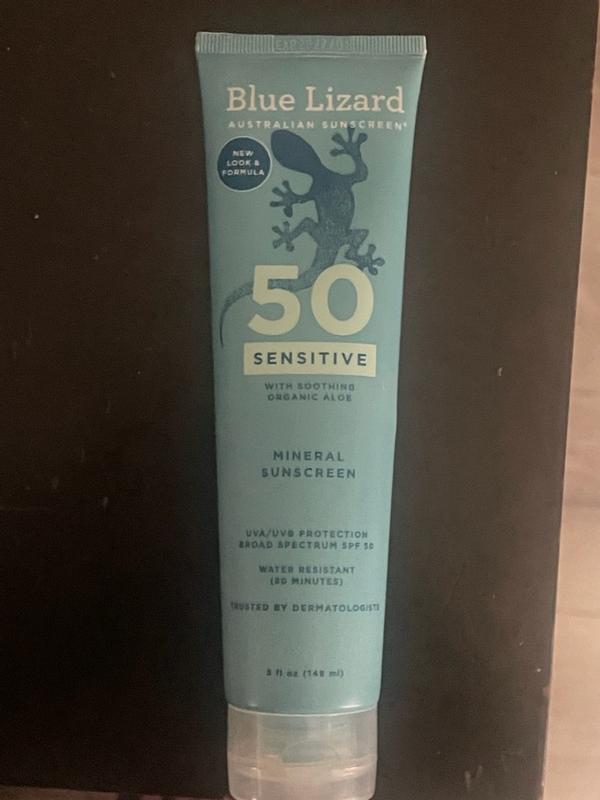 Blue Lizard
AUSTRALIAN SUNSCREEN®
NEW
LOOK &
FORMULA
50
SENSITIVE
WITH SOOTHING
ORGANIC ALOE
MINERAL
SUNSCREEN
UVA/UVB PROTECTION
BROAD SPECTRUM SPF 50
WATER RESISTANT
(80 MINUTES)
TRUSTED BY DERMATOLOGISTS
5 fl oz (148 ml)